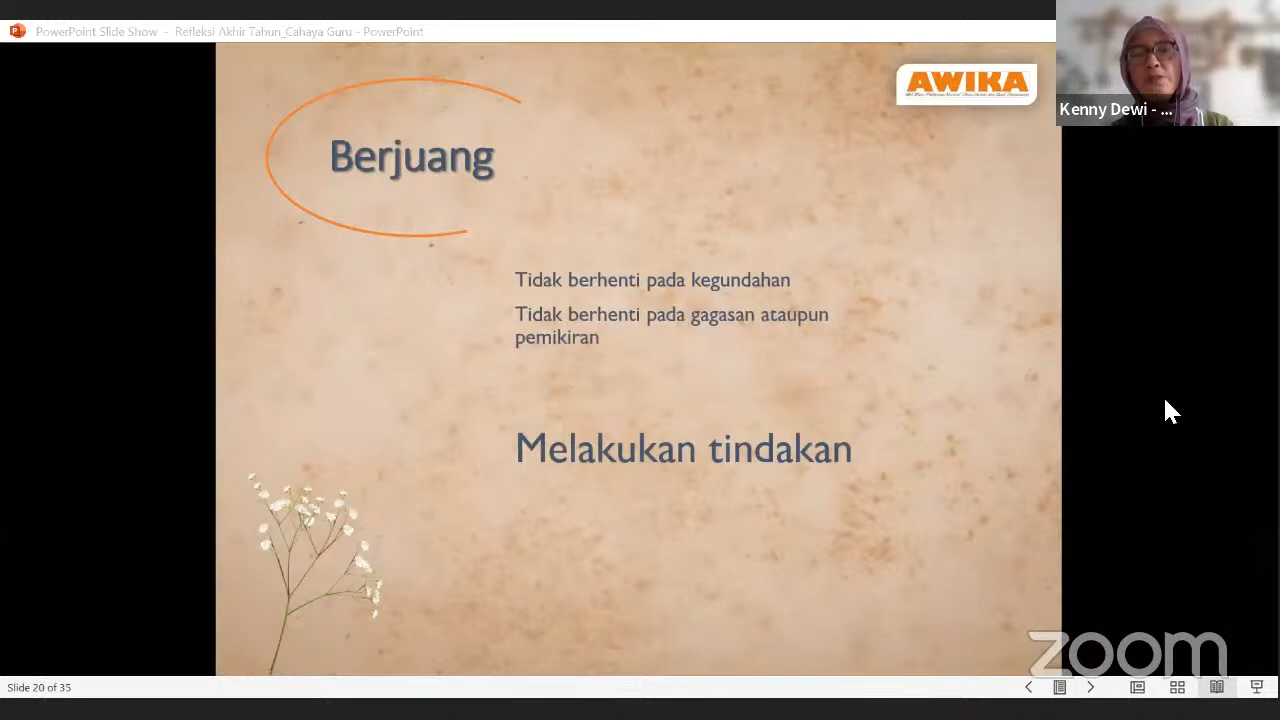 PowerPoint Slide Show - Refleksi Akhir Tahun_Cahaya Guru - PowerPoint
AWIKA
Kenny Dewi - ...
Berjuang
Tidak berhenti pada kegundahan
Tidak berhenti pada gagasan ataupun
pemikiran
Melakukan tindakan
zoom
Slide 20 of 35